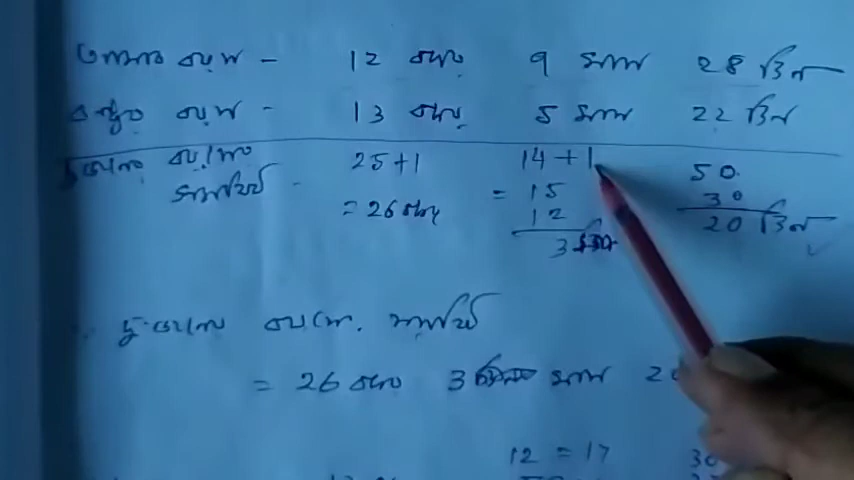 আমার বয়স - 12 বছর 9 মাস 28 দিন
বন্ধুর বয়স - 13 বছর 5 মাস 22 দিন
দুজনের বয়সের 25+1 14+1 50
সমষ্টি - =26 বছর = 15 30
12 20 দিন
3
দুজনের বয়সের সমষ্টি
= 26 বছর 3 মাস
12 = 17